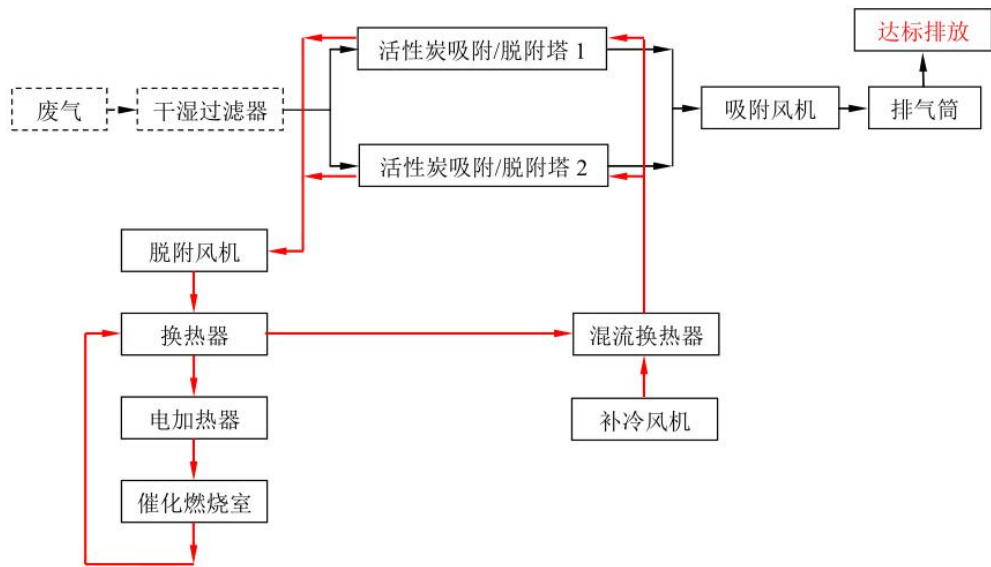 达标排放
活性炭吸附/脱附塔 1
废气
干湿过滤器
吸附风机
排气筒
活性炭吸附/脱附塔 2
脱附风机
换热器
混流换热器
电加热器
补冷风机
催化燃烧室